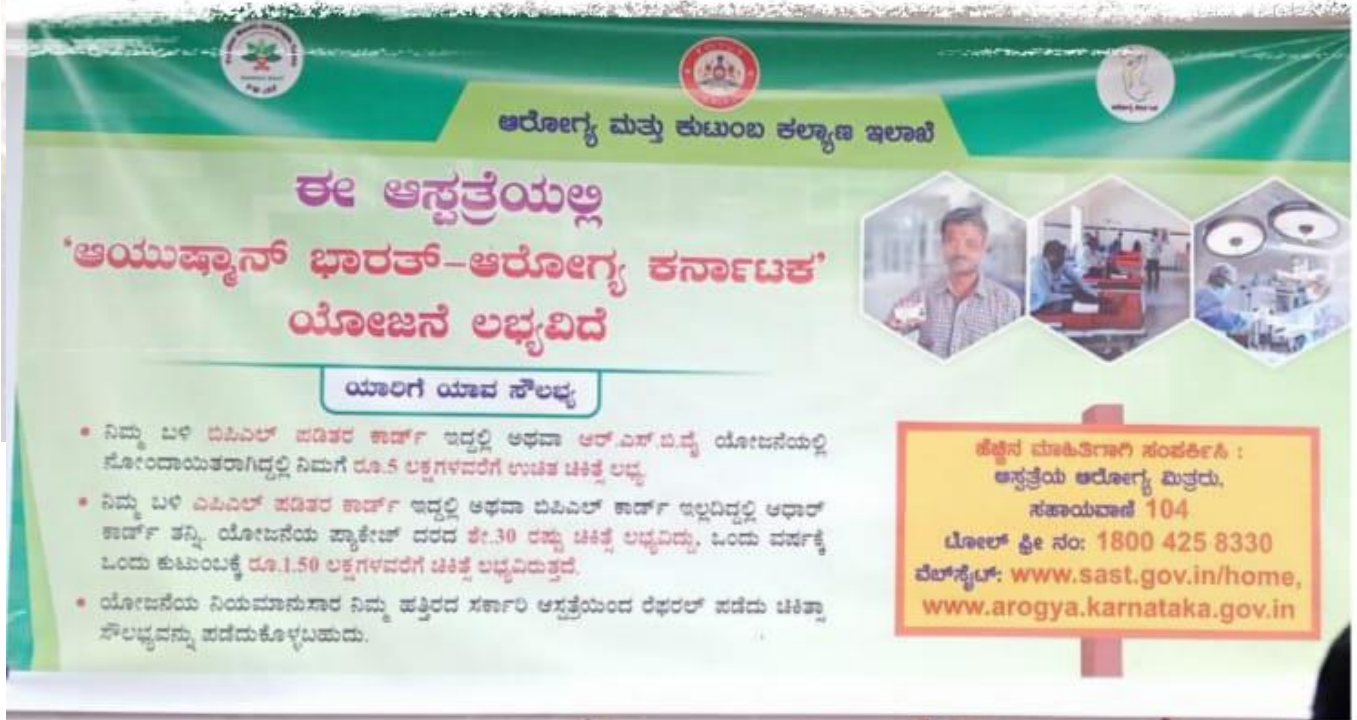 ಆರೋಗ್ಯ ಮತ್ತು ಕುಟುಂಬ ಕಲ್ಯಾಣ ಇಲಾಖೆ
ಈ ಆಸ್ಪತ್ರೆಯಲ್ಲಿ
'ಆಯುಷ್ಮಾನ್ ಭಾರತ್-ಆರೋಗ್ಯ ಕರ್ನಾಟಕ'
ಯೋಜನೆ ಲಭ್ಯವಿದೆ
ಯಾರಿಗೆ ಯಾವ ಸೌಲಭ್ಯ
• ನಿಮ್ಮ ಬಳಿ ಬಿಪಿಎಲ್ ಪಡಿತರ ಕಾರ್ಡ್ ಇದ್ದಲ್ಲಿ ಅಥವಾ ಆರ್.ಎಸ್.ಬಿ.ವೈ ಯೋಜನೆಯಲ್ಲಿ
ನೋಂದಾಯಿತರಾಗಿದ್ದಲ್ಲಿ ನಿಮಗೆ ರೂ.5 ಲಕ್ಷಗಳವರೆಗೆ ಉಚಿತ ಚಿಕಿತ್ಸೆ ಲಭ್ಯ.
• ನಿಮ್ಮ ಬಳಿ ಎಪಿಎಲ್ ಪಡಿತರ ಕಾರ್ಡ್ ಇದ್ದಲ್ಲಿ ಅಥವಾ ಬಿಪಿಎಲ್ ಕಾರ್ಡ್ ಇಲ್ಲದಿದ್ದಲ್ಲಿ ಆಧಾರ್
ಕಾರ್ಡ್ ತನ್ನಿ. ಯೋಜನೆಯ ಪ್ಯಾಕೇಜ್ ದರದ ಶೇ.30 ರಷ್ಟು ಚಿಕಿತ್ಸೆ ಲಭ್ಯವಿದ್ದು, ಒಂದು ವರ್ಷಕ್ಕೆ
ಒಂದು ಕುಟುಂಬಕ್ಕೆ ರೂ.1.50 ಲಕ್ಷಗಳವರೆಗೆ ಚಿಕಿತ್ಸೆ ಲಭ್ಯವಿರುತ್ತದೆ.
• ಯೋಜನೆಯ ನಿಯಮಾನುಸಾರ ನಿಮ್ಮ ಹತ್ತಿರದ ಸರ್ಕಾರಿ ಆಸ್ಪತ್ರೆಯಿಂದ ರೆಫರಲ್ ಪಡೆದು ಚಿಕಿತ್ಸಾ
ಸೌಲಭ್ಯವನ್ನು ಪಡೆದುಕೊಳ್ಳಬಹುದು.
ಹೆಚ್ಚಿನ ಮಾಹಿತಿಗಾಗಿ ಸಂಪರ್ಕಿಸಿ :
ಆಸ್ಪತ್ರೆಯ ಆರೋಗ್ಯ ಮಿತ್ರರು,
ಸಹಾಯವಾಣಿ 104
ಟೋಲ್ ಫ್ರೀ ನಂ: 1800 425 8330
ವೆಬ್‌ಸೈಟ್: www.sast.gov.in/home,
www.arogya.karnataka.gov.in